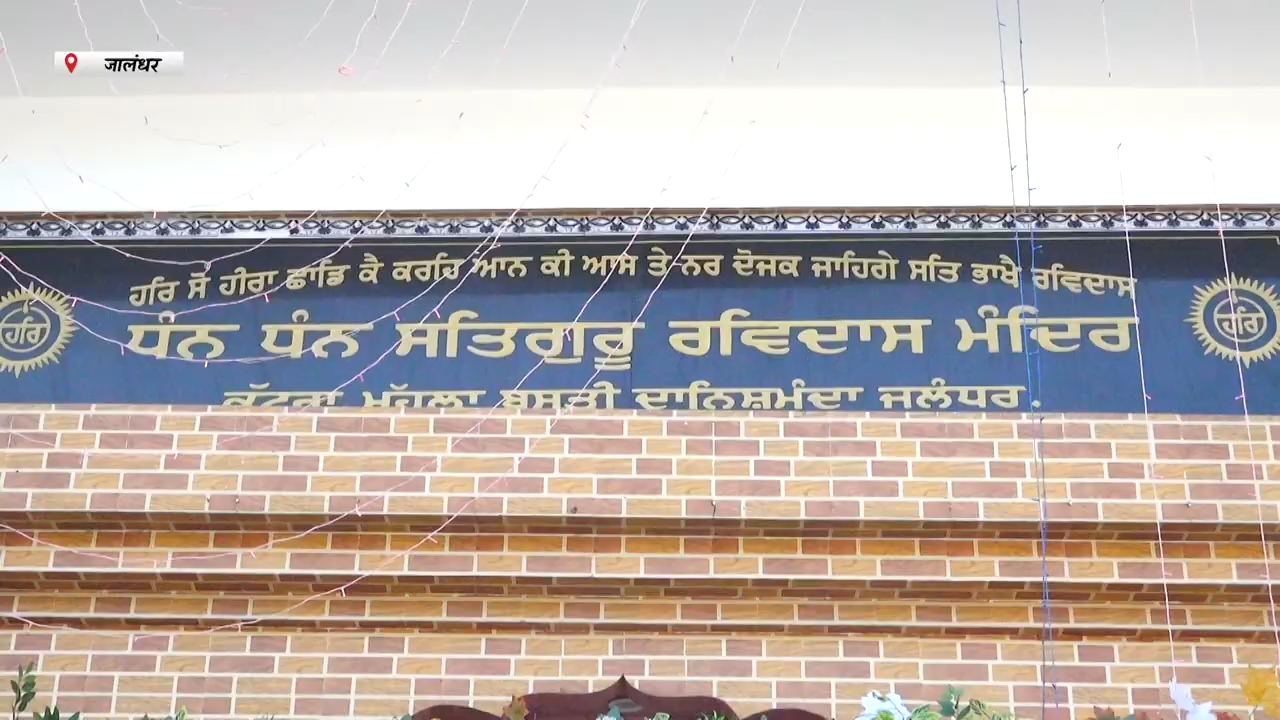 जालंधर
ਹਰਿ ਸੋ ਹੀਰਾ ਛਾਡਿ ਕੈ ਕਰਹਿ ਆਨ ਕੀ ਆਸ ਤੇ ਨਰ ਦੋਜਕ ਜਾਹਿਗੇ ਸਤਿ ਭਾਖੈ ਰਵਿਦਾਸ
ਹਰਿ ਧੰਨ ਧੰਨ ਸਤਿਗੁਰੂ ਰਵਿਦਾਸ ਮੰਦਿਰ ਹਰਿ
ਮੁਹੱਲਾ ਬਸਤੀ ਦਾਨਿਸ਼ਮੰਦਾ ਜਲੰਧਰ.